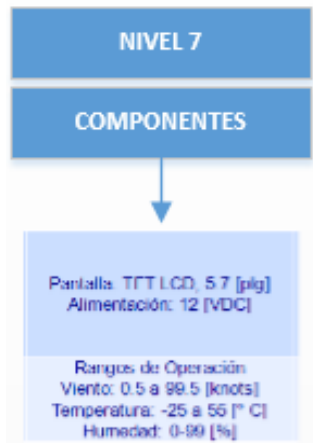 NIVEL 7
COMPONENTES
Pantalla: TFT LCD, 5.7 [plg]
Alimentación: 12 [VDC]
Rangos de Operación
Viento: 0.5 a 99.5 [knots]
Temperatura: -25 a 55 [° C]
Humedad: 0-99 [%]